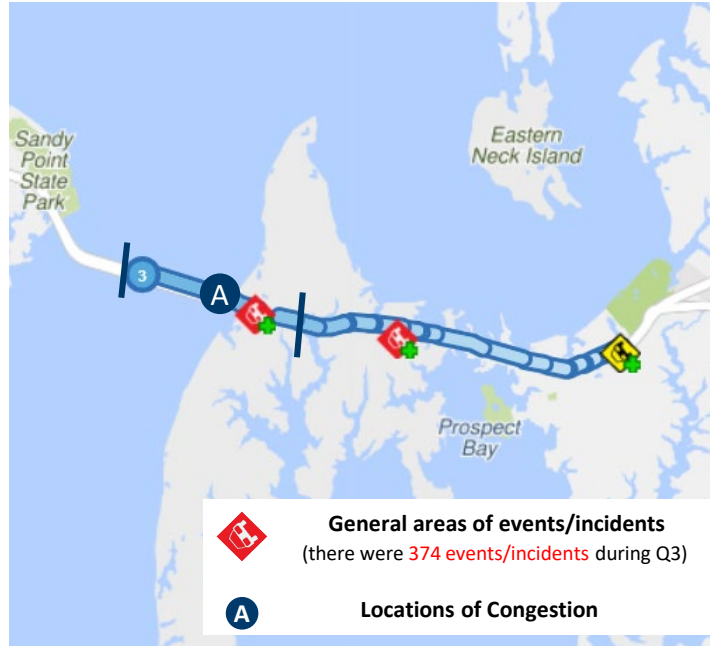 Sandy
Point
State
Park
Eastern
Neck Island
3
A
Prospect
Bay
General areas of events/incidents
(there were 374 events/incidents during Q3)
A
Locations of Congestion